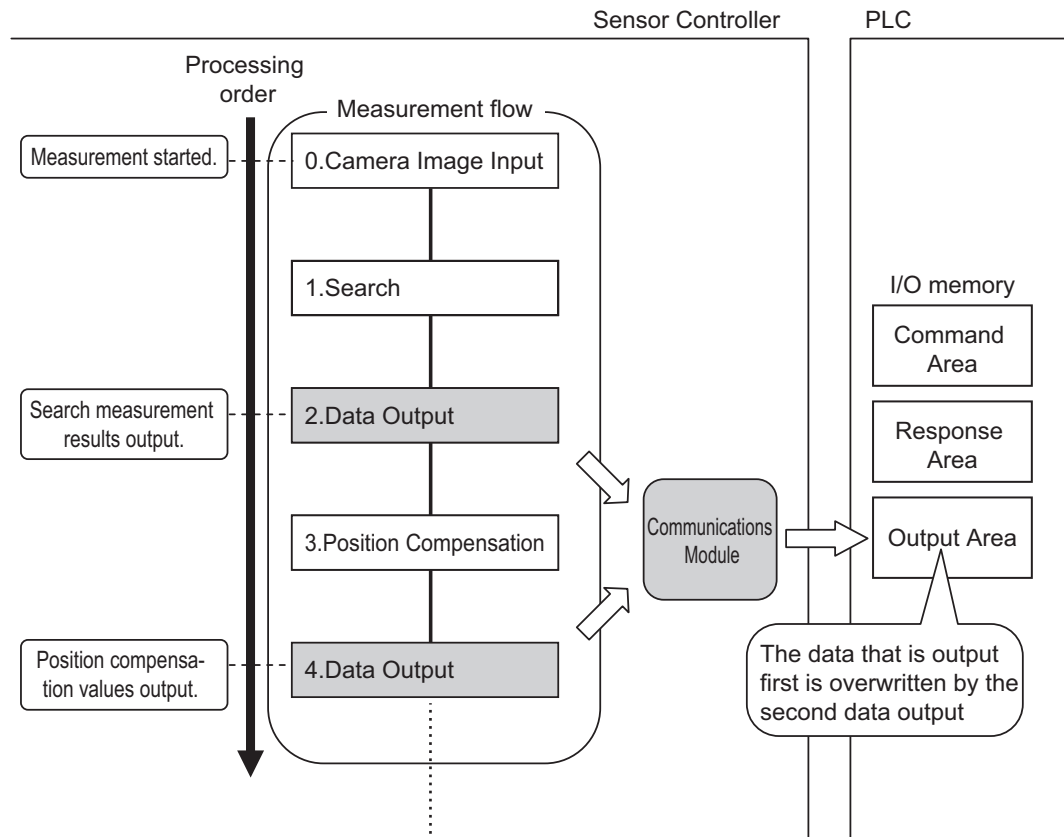 Sensor Controller
PLC
Processing
order
Measurement flow
Measurement started.
0.Camera Image Input
1.Search
Search measurement
results output.
2.Data Output
3.Position Compensation
Position compensa-
tion values output.
4.Data Output
Communications
Module
I/O memory
Command
Area
Response
Area
Output Area
The data that is output
first is overwritten by the
second data output